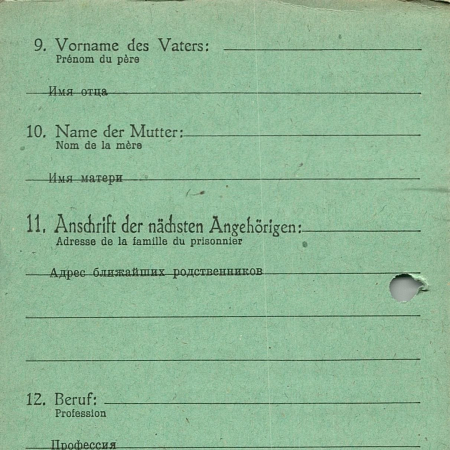 9. Vorname des Vaters:
Prénom du père
Имя отца
10. Name der Mutter:
Nom de la mère
Имя матери
11. Anschrift der nächsten Angehörigen:
Adresse de la famille du prisonnier
Адрес ближайших родственников
12. Beruf:
Profession
Профессия